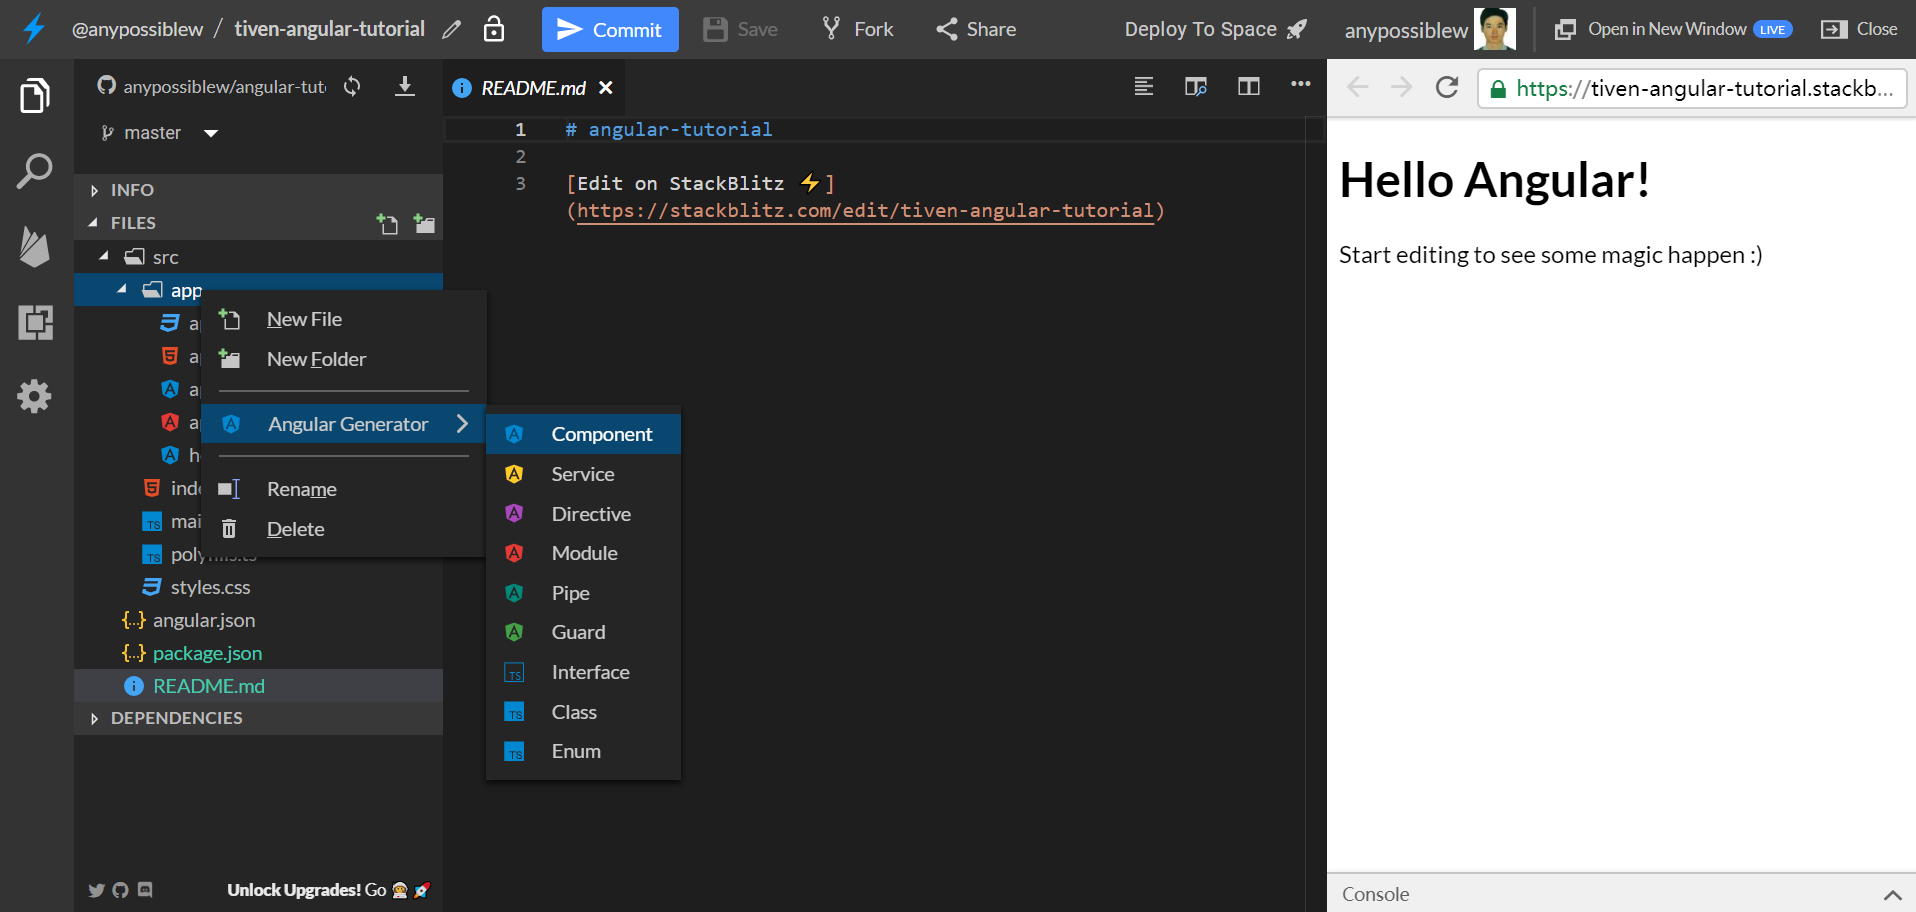 @anypossiblew / tiven-angular-tutorial
Commit
Save
Fork
Share
Deploy To Space
anypossiblew
Open in New Window LIVE
Close
anypossiblew/angular-tut
master
INFO
FILES
src
app
inde
mai
styles.css
{..} angular.json
{..} package.json
README.md
DEPENDENCIES
Unlock Upgrades! Go
New File
New Folder
Angular Generator
Rename
Delete
Component
Service
Directive
Module
Pipe
Guard
TS Interface
TS Class
TS Enum
README.md
1 # angular-tutorial
2
3 [Edit on StackBlitz ⚡]
(https://stackblitz.com/edit/tiven-angular-tutorial)
https://tiven-angular-tutorial.stackb...
Hello Angular!
Start editing to see some magic happen :)
Console